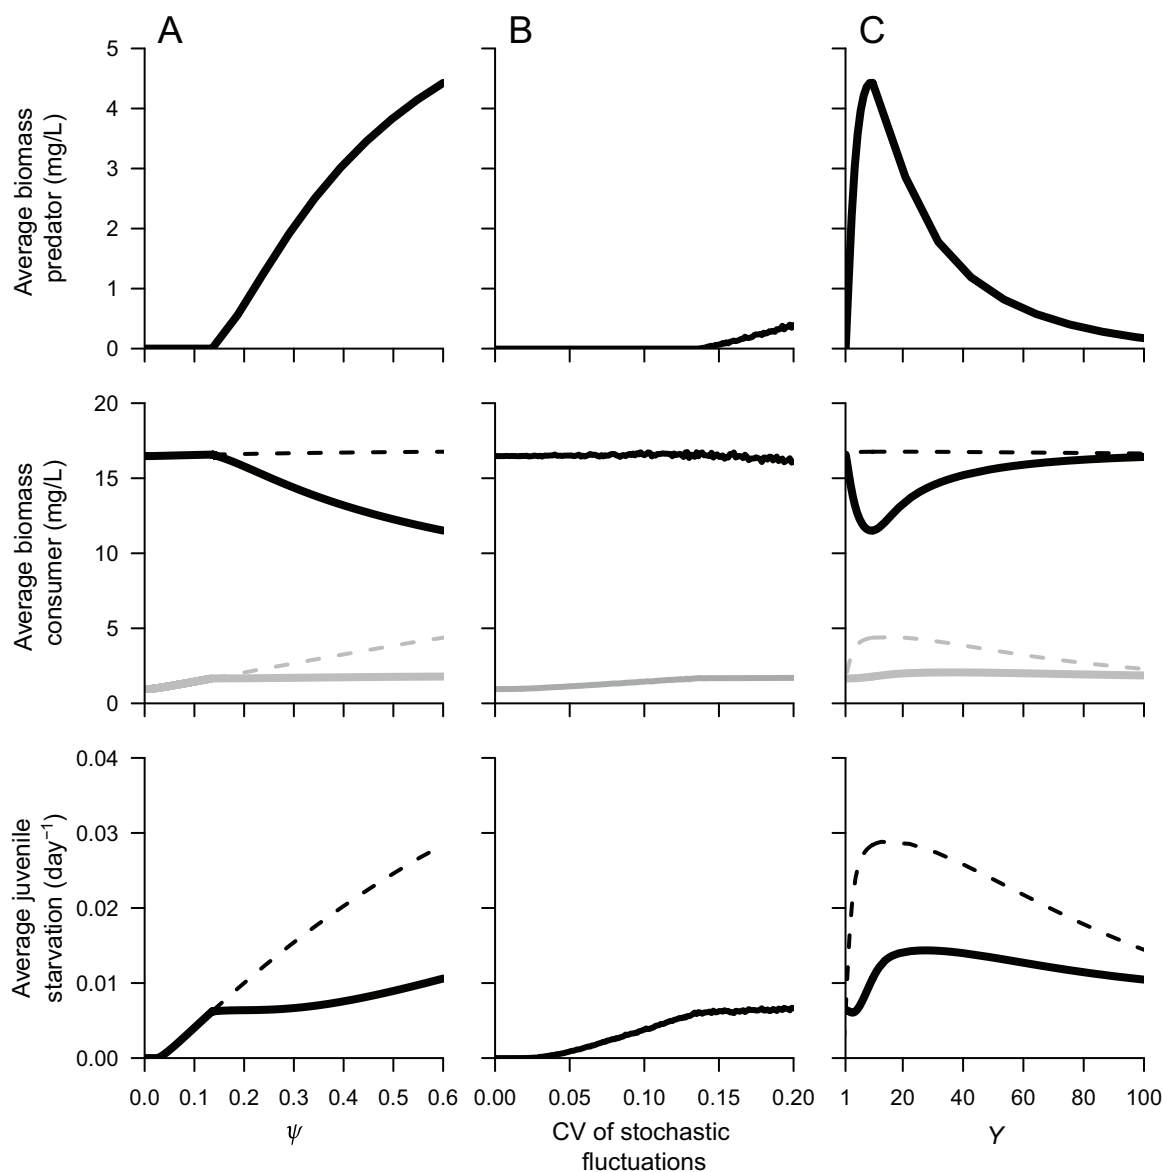 A B C
Average biomass
predator (mg/L)
5
4
3
2
1
0
Average biomass
consumer (mg/L)
20
15
10
5
0
Average juvenile
starvation (day⁻¹)
0.04
0.03
0.02
0.01
0.00
0.0 0.1 0.2 0.3 0.4 0.5 0.6
ψ
0.00 0.05 0.10 0.15 0.20
CV of stochastic
fluctuations
1 20 60 100
Y